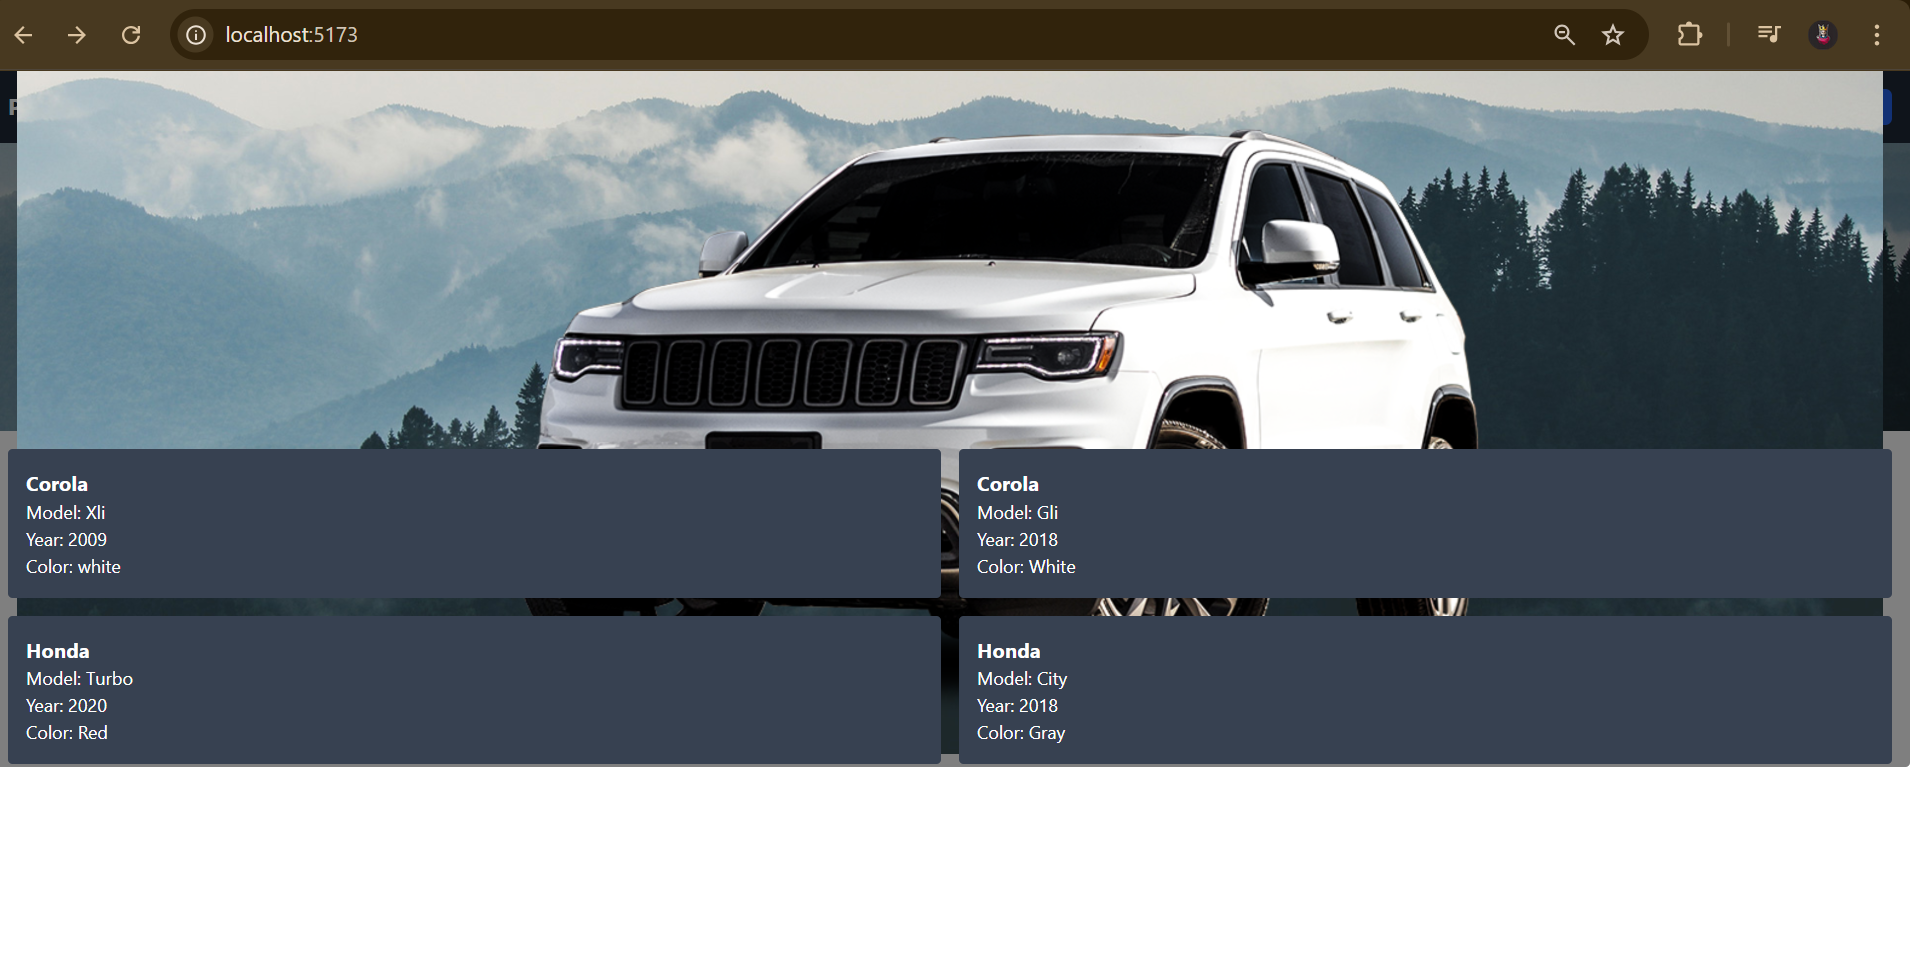 localhost:5173
Corola
Model: Xli
Year: 2009
Color: white
Corola
Model: Gli
Year: 2018
Color: White
Honda
Model: Turbo
Year: 2020
Color: Red
Honda
Model: City
Year: 2018
Color: Gray